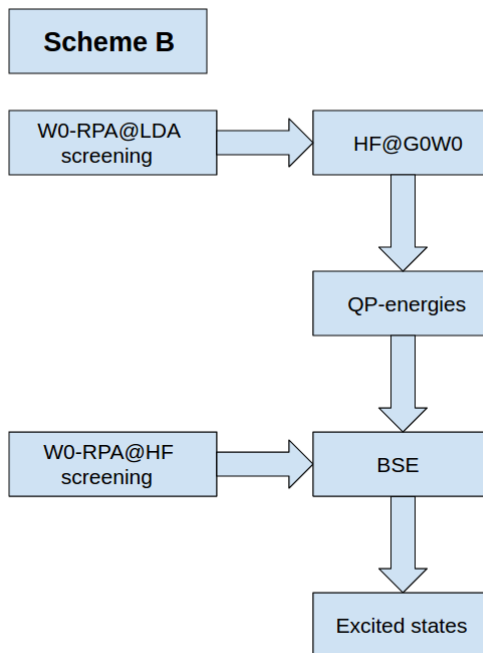 Scheme B
W0-RPA@LDA
screening
HF@G0W0
QP-energies
W0-RPA@HF
screening
BSE
Excited states